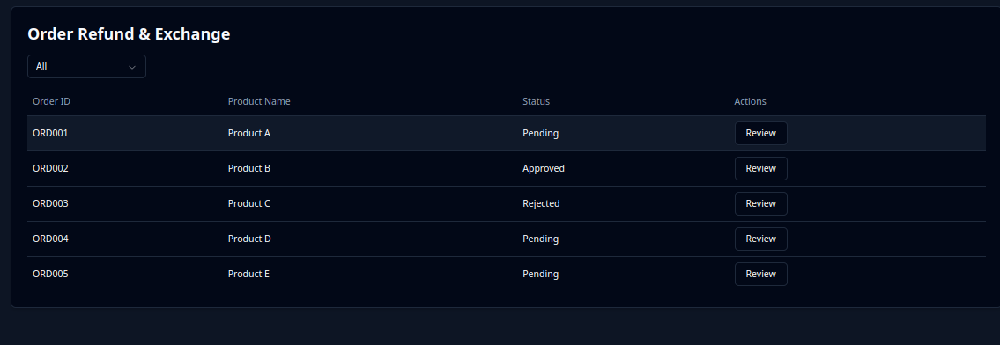 Order Refund & Exchange
All
Order ID Product Name Status Actions
ORD001 Product A Pending Review
ORD002 Product B Approved Review
ORD003 Product C Rejected Review
ORD004 Product D Pending Review
ORD005 Product E Pending Review